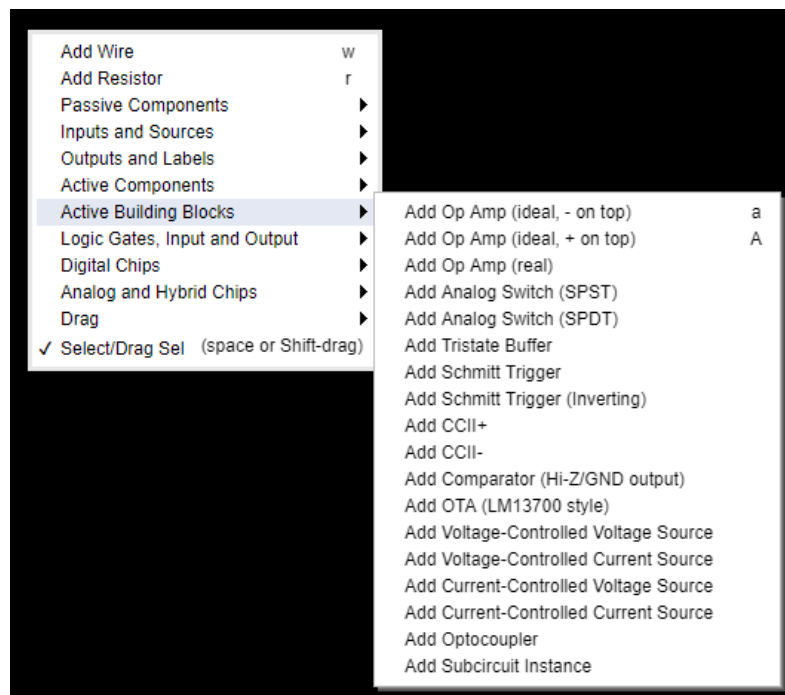 Add Wire w
Add Resistor r
Passive Components
Inputs and Sources
Outputs and Labels
Active Components
Active Building Blocks
Logic Gates, Input and Output
Digital Chips
Analog and Hybrid Chips
Drag
✓ Select/Drag Sel (space or Shift-drag)
Add Op Amp (ideal, - on top) a
Add Op Amp (ideal, + on top) A
Add Op Amp (real)
Add Analog Switch (SPST)
Add Analog Switch (SPDT)
Add Tristate Buffer
Add Schmitt Trigger
Add Schmitt Trigger (Inverting)
Add CCII+
Add CCII-
Add Comparator (Hi-Z/GND output)
Add OTA (LM13700 style)
Add Voltage-Controlled Voltage Source
Add Voltage-Controlled Current Source
Add Current-Controlled Voltage Source
Add Current-Controlled Current Source
Add Optocoupler
Add Subcircuit Instance